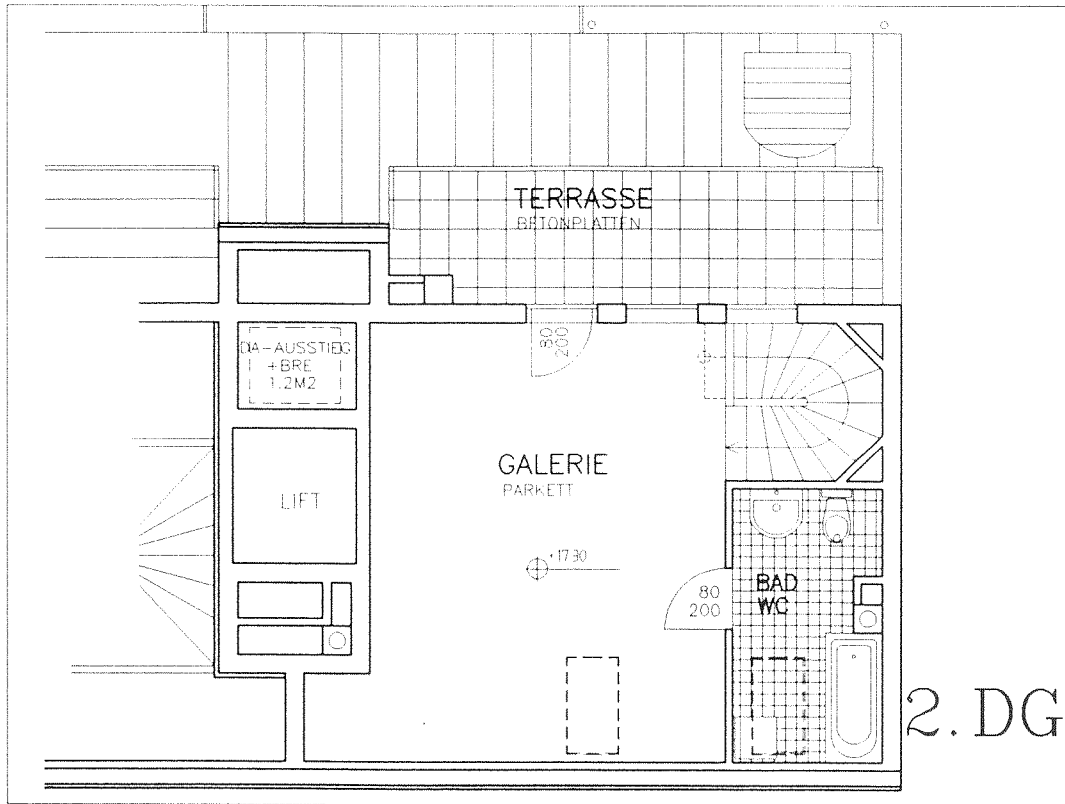 TERRASSE
BETONPLATTEN
80
200
DA-AUSSTIEG
+BRE
1.2M2
GALERIE
PARKETT
LIFT
+17.90
80
200
BAD
WC
2. DG